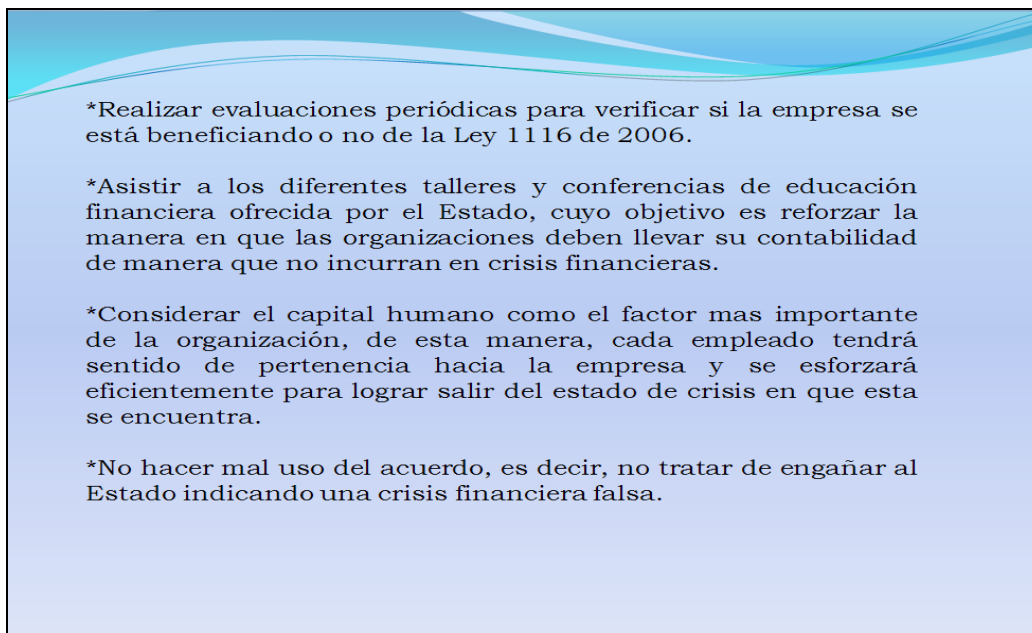 *Realizar evaluaciones periódicas para verificar si la empresa se
está beneficiando o no de la Ley 1116 de 2006.
*Asistir a los diferentes talleres y conferencias de educación
financiera ofrecida por el Estado, cuyo objetivo es reforzar la
manera en que las organizaciones deben llevar su contabilidad
de manera que no incurran en crisis financieras.
*Considerar el capital humano como el factor mas importante
de la organización, de esta manera, cada empleado tendrá
sentido de pertenencia hacia la empresa y se esforzará
eficientemente para lograr salir del estado de crisis en que esta
se encuentra.
*No hacer mal uso del acuerdo, es decir, no tratar de engañar al
Estado indicando una crisis financiera falsa.